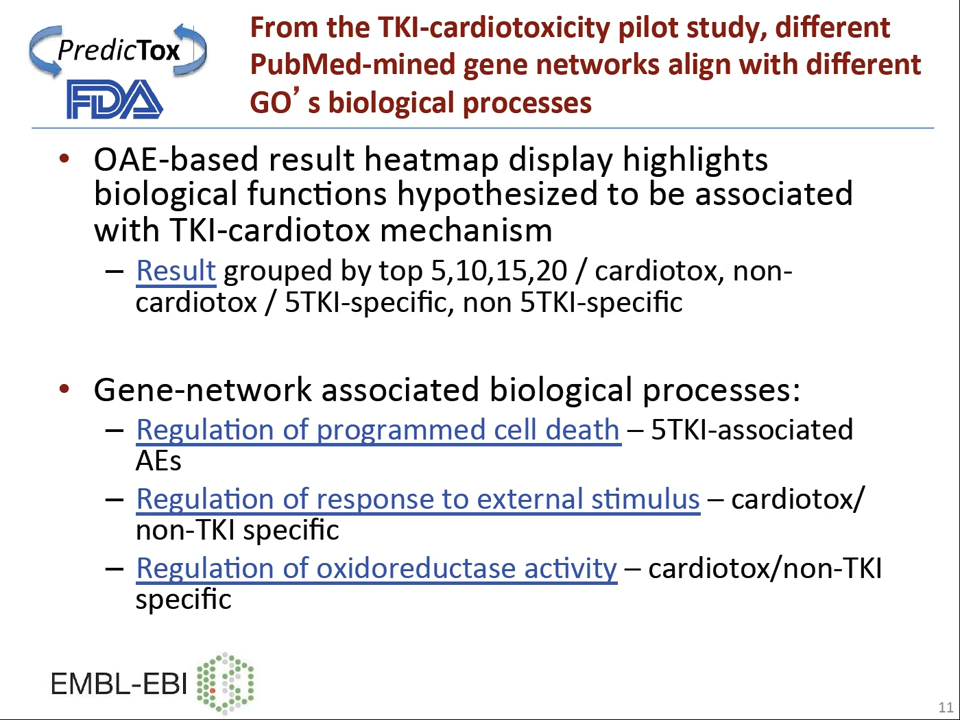 PredicTox
FDA
From the TKI-cardiotoxicity pilot study, different
PubMed-mined gene networks align with different
GO’s biological processes
• OAE-based result heatmap display highlights
biological functions hypothesized to be associated
with TKI-cardiotox mechanism
– Result grouped by top 5,10,15,20 / cardiotox, non-
cardiotox / 5TKI-specific, non 5TKI-specific
• Gene-network associated biological processes:
– Regulation of programmed cell death – 5TKI-associated
AEs
– Regulation of response to external stimulus – cardiotox/
non-TKI specific
– Regulation of oxidoreductase activity – cardiotox/non-TKI
specific
EMBL-EBI
11